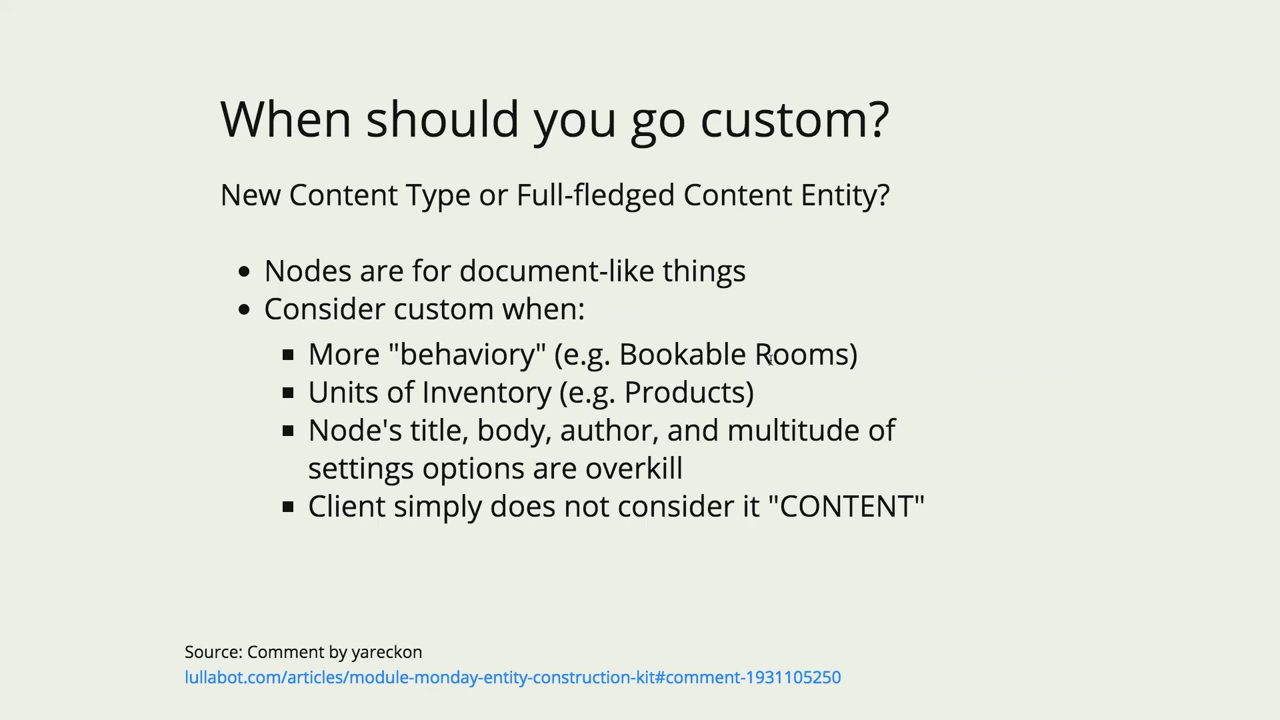 When should you go custom?
New Content Type or Full-fledged Content Entity?
• Nodes are for document-like things
• Consider custom when:
▪ More "behaviory" (e.g. Bookable Rooms)
▪ Units of Inventory (e.g. Products)
▪ Node's title, body, author, and multitude of
settings options are overkill
▪ Client simply does not consider it "CONTENT"
Source: Comment by yareckon
lullabot.com/articles/module-monday-entity-construction-kit#comment-1931105250